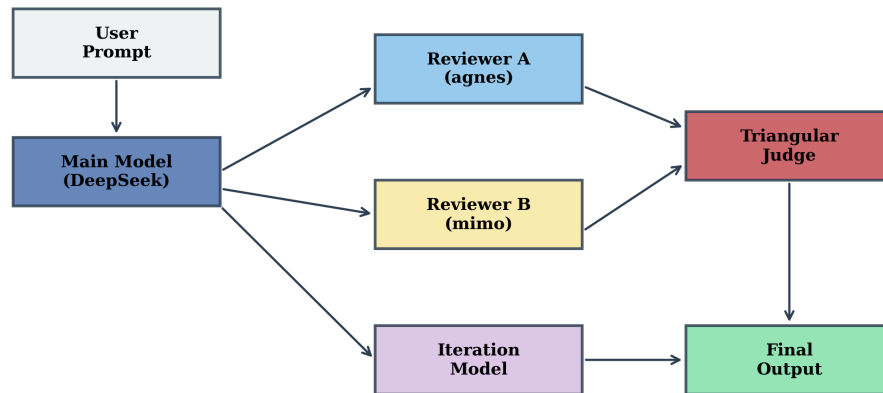 User
Prompt
Main Model
(DeepSeek)
Reviewer A
(agnes)
Reviewer B
(mimo)
Iteration
Model
Triangular
Judge
Final
Output